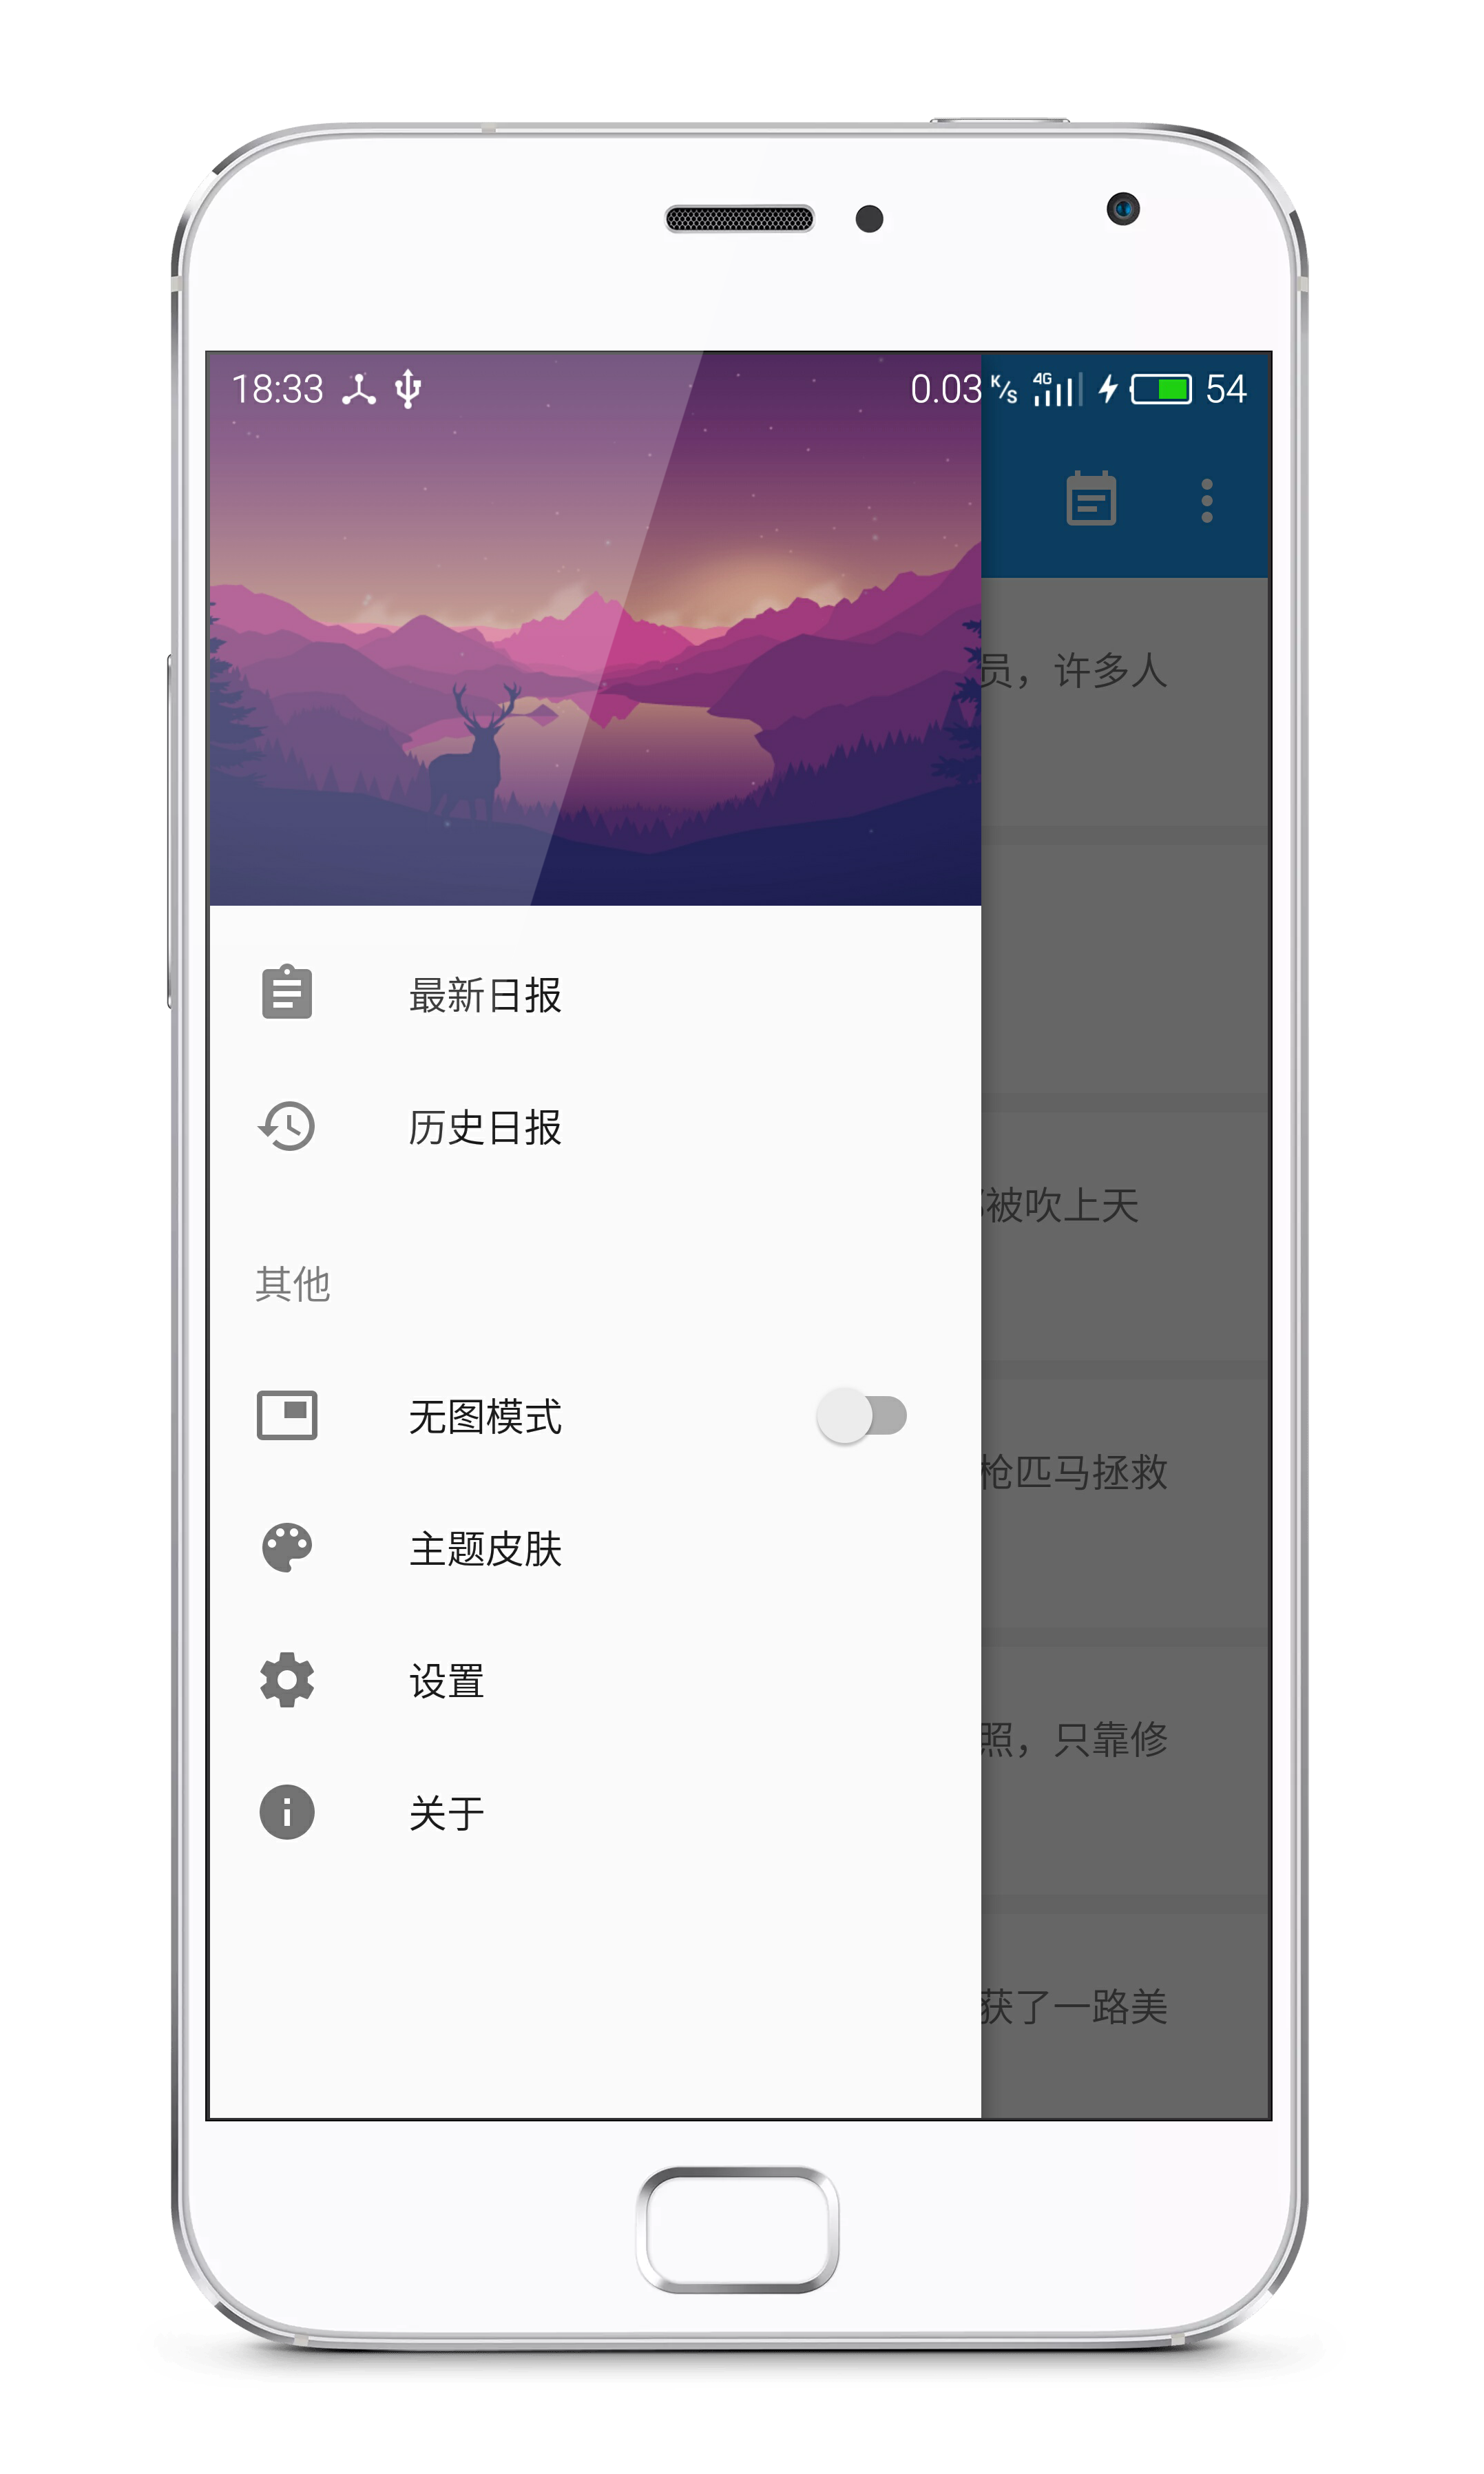 18:33 0.03 K/s 4G 54
员，许多人
最新日报
历史日报
被吹上天
其他
无图模式
枪匹马拯救
主题皮肤
设置
照，只靠修
关于
获了一路美